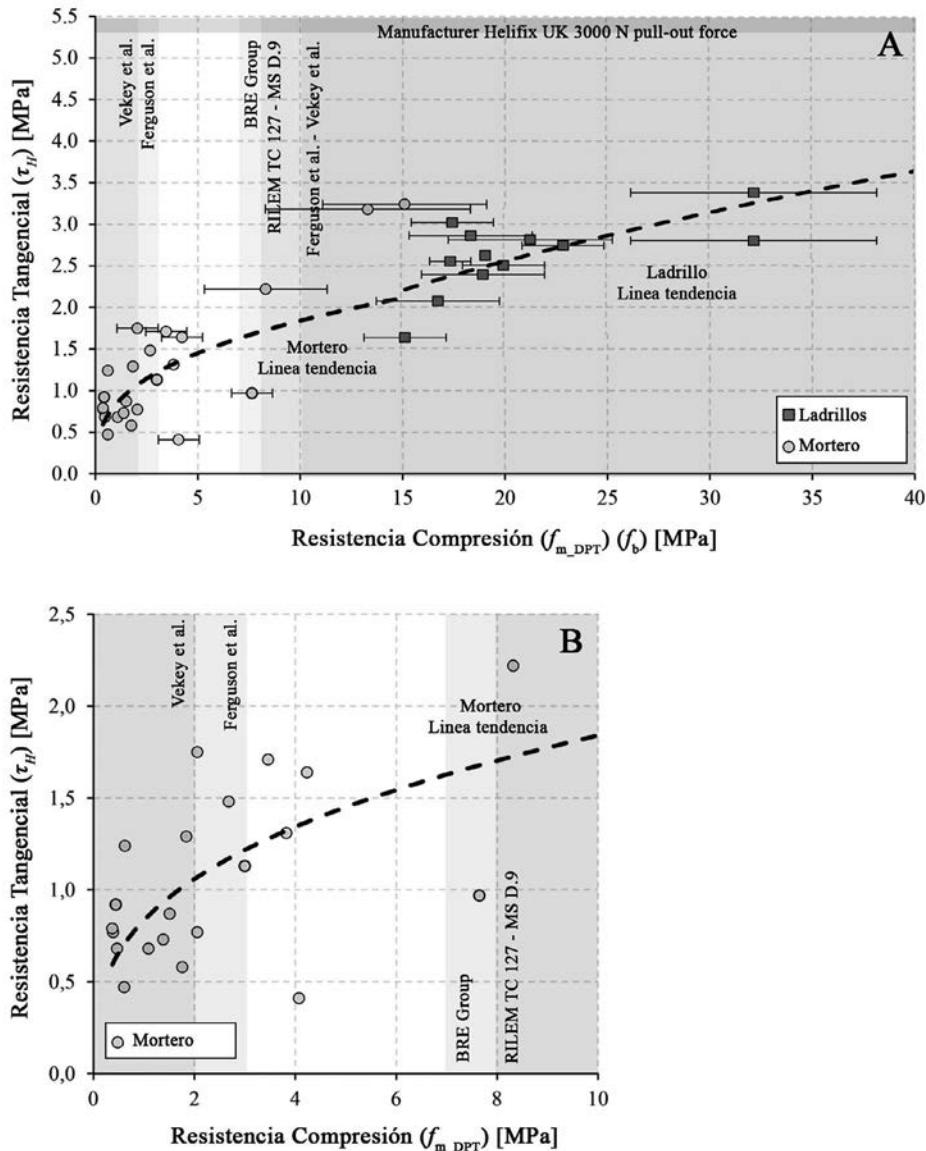 Manufacturer Helifix UK 3000 N pull-out force
A
5.5
5.0
4.5
4.0
3.5
3.0
2.5
2.0
1.5
1.0
0.5
0.0
Resistencia Tangencial (τH) [MPa]
Vekey et al.
Ferguson et al.
BRE Group
RILEM TC 127 - MS D.9
Ferguson et al. - Vekey et al.
Ladrillo
Linea tendencia
Mortero
Linea tendencia
Ladrillos
Mortero
0 5 10 15 20 25 30 35 40
Resistencia Compresión (fm_DPT) (fb) [MPa]
B
2,5
2,0
1,5
1,0
0,5
0,0
Resistencia Tangencial (τH) [MPa]
Vekey et al.
Ferguson et al.
Mortero
Linea tendencia
BRE Group
RILEM TC 127 - MS D.9
Mortero
0 2 4 6 8 10
Resistencia Compresión (fm_DPT) [MPa]